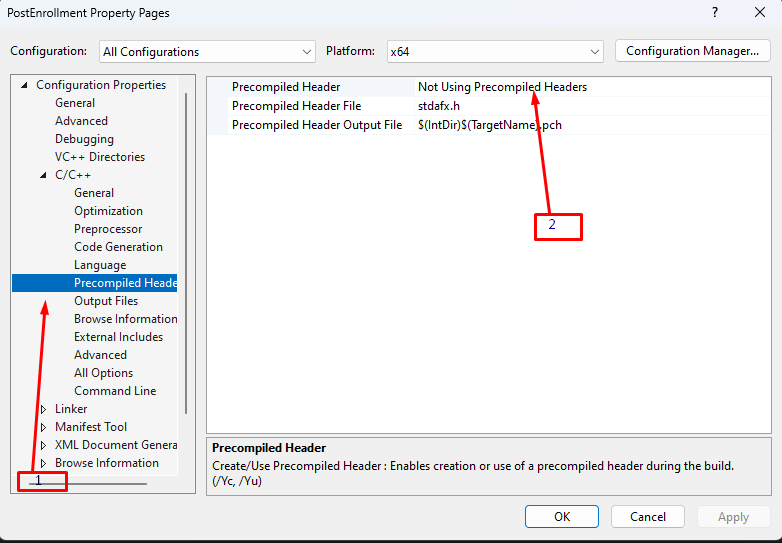 PostEnrollment Property Pages
?
Configuration:
All Configurations
Platform:
x64
Configuration Manager...
Configuration Properties
General
Advanced
Debugging
VC++ Directories
C/C++
General
Optimization
Preprocessor
Code Generation
Language
Precompiled Heade
Output Files
Browse Information
External Includes
Advanced
All Options
Command Line
Linker
Manifest Tool
XML Document Genera
Browse Information
1
Precompiled Header Not Using Precompiled Headers
Precompiled Header File stdafx.h
Precompiled Header Output File $(IntDir)$(TargetName).pch
2
Precompiled Header
Create/Use Precompiled Header : Enables creation or use of a precompiled header during the build.
(/Yc, /Yu)
OK
Cancel
Apply